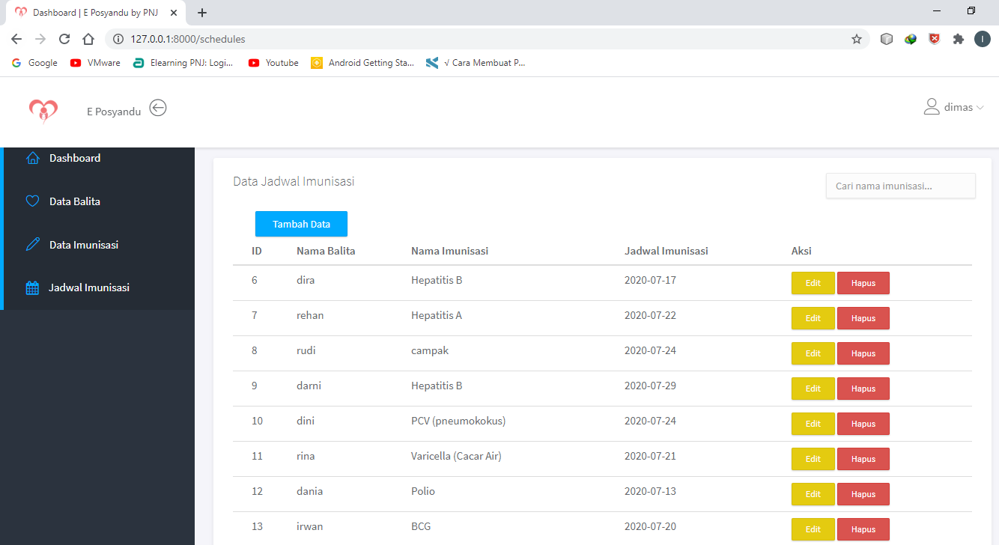 Dashboard | E Posyandu by PNJ
127.0.0.1:8000/schedules
I
Google VMware Elearning PNJ: Logi... Youtube Android Getting Sta... √ Cara Membuat P...
E Posyandu
dimas
Dashboard
Data Balita
Data Imunisasi
Jadwal Imunisasi
Data Jadwal Imunisasi
Cari nama imunisasi...
Tambah Data
ID Nama Balita Nama Imunisasi Jadwal Imunisasi Aksi
6 dira Hepatitis B 2020-07-17 Edit Hapus
7 rehan Hepatitis A 2020-07-22 Edit Hapus
8 rudi campak 2020-07-24 Edit Hapus
9 darni Hepatitis B 2020-07-29 Edit Hapus
10 dini PCV (pneumokokus) 2020-07-24 Edit Hapus
11 rina Varicella (Cacar Air) 2020-07-21 Edit Hapus
12 dania Polio 2020-07-13 Edit Hapus
13 irwan BCG 2020-07-20 Edit Hapus